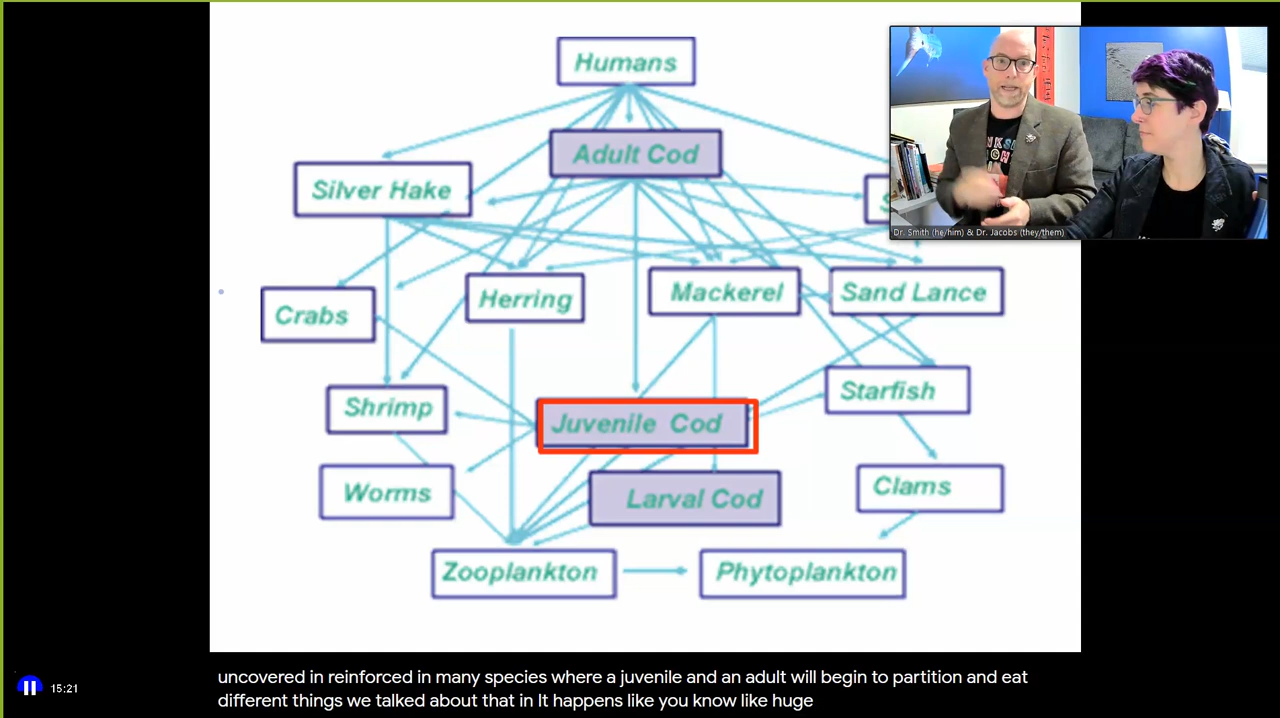 Humans
Adult Cod
Silver Hake
S
Dr. Smith (he/him) & Dr. Jacobs (they/them)
Crabs
Herring
Mackerel
Sand Lance
Shrimp
Juvenile Cod
Starfish
Worms
Larval Cod
Clams
Zooplankton
Phytoplankton
15:21
uncovered in reinforced in many species where a juvenile and an adult will begin to partition and eat
different things we talked about that in It happens like you know like huge